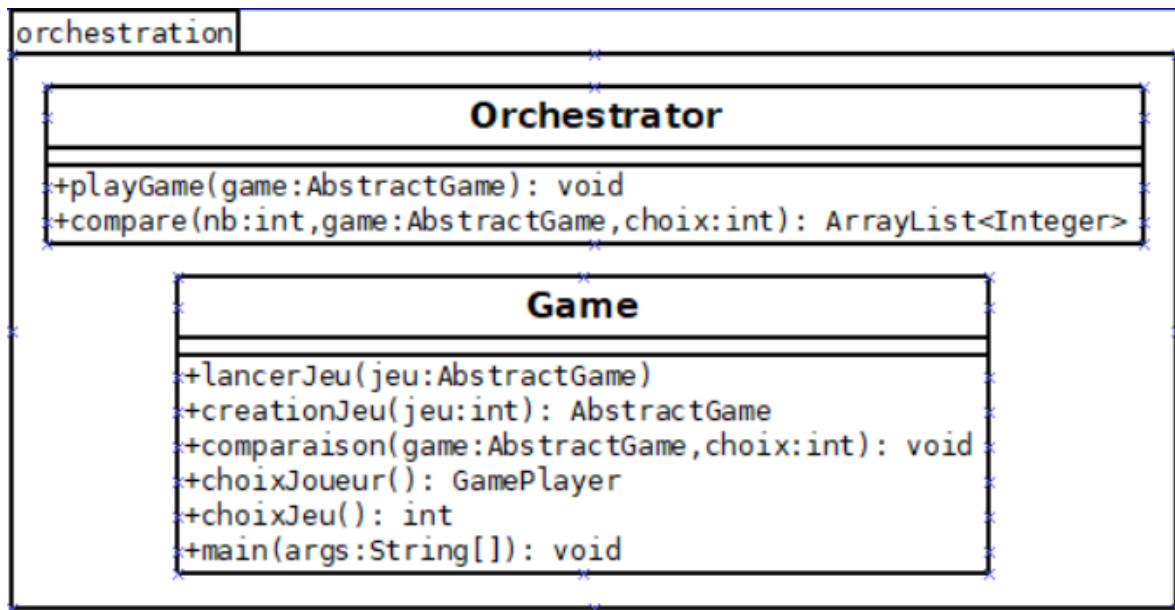 orchestration
Orchestrator
+playGame(game:AbstractGame): void
+compare(nb:int,game:AbstractGame,choix:int): ArrayList<Integer>
Game
+lancerJeu(jeu:AbstractGame)
+creationJeu(jeu:int): AbstractGame
+comparaison(game:AbstractGame,choix:int): void
+choixJoueur(): GamePlayer
+choixJeu(): int
+main(args:String[]): void